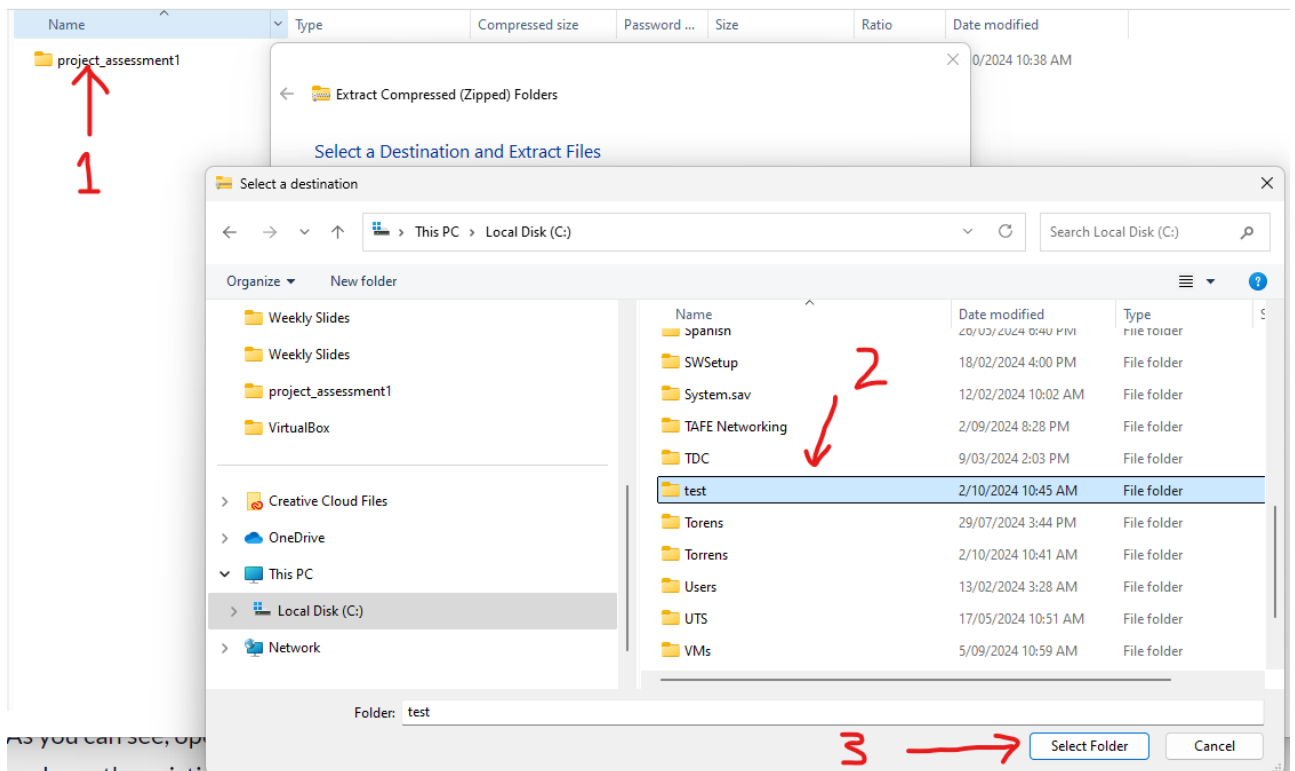 Name Type Compressed size Password ... Size Ratio Date modified
project_assessment1 0/2024 10:38 AM
Extract Compressed (Zipped) Folders
1
Select a Destination and Extract Files
Select a destination
This PC > Local Disk (C:) Search Local Disk (C:)
Organize New folder
Weekly Slides
Weekly Slides
project_assessment1
VirtualBox
Creative Cloud Files
OneDrive
This PC
Local Disk (C:)
Network
Name Date modified Type
Spanish 26/05/2024 6:40 PM File folder
2
SWSetup 18/02/2024 4:00 PM File folder
System.sav 12/02/2024 10:02 AM File folder
TAFE Networking 2/09/2024 8:28 PM File folder
TDC 9/03/2024 2:03 PM File folder
test 2/10/2024 10:45 AM File folder
Torens 29/07/2024 3:44 PM File folder
Torrens 2/10/2024 10:41 AM File folder
Users 13/02/2024 3:28 AM File folder
UTS 17/05/2024 10:51 AM File folder
VMs 5/09/2024 10:59 AM File folder
Folder: test
3 Select Folder Cancel
As you can see,